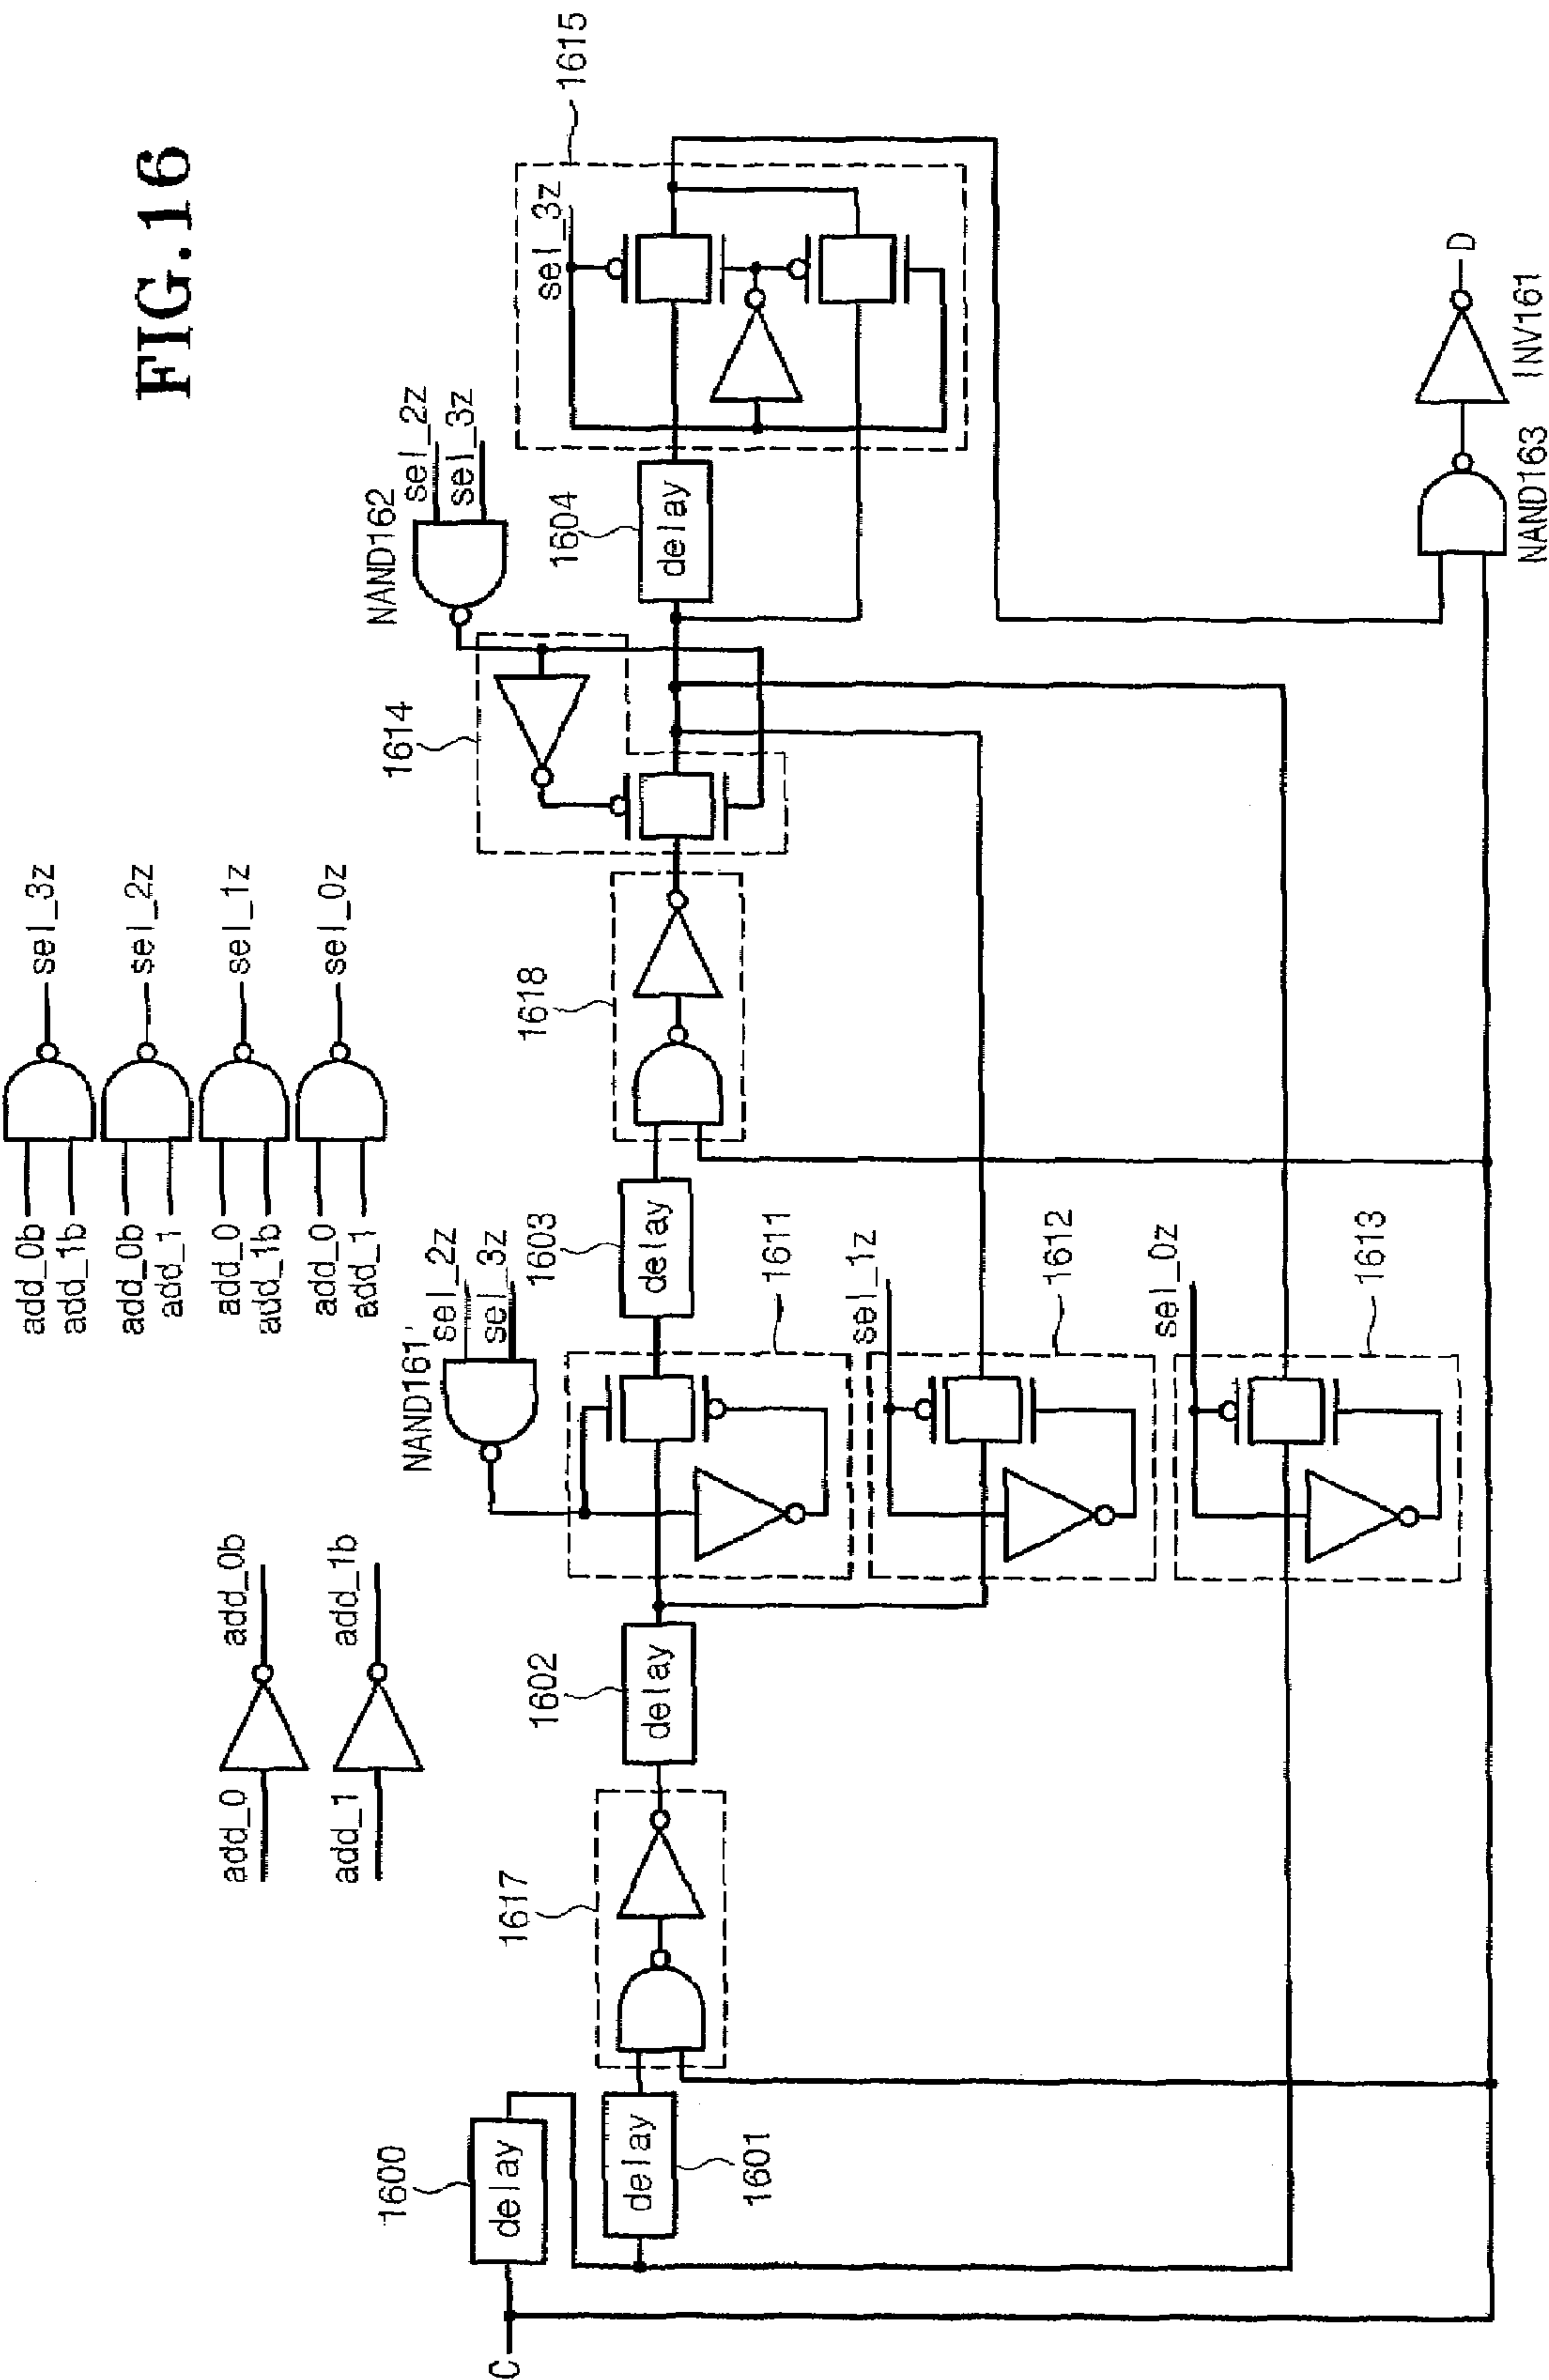 FIG.16
add_0
add_0b
add_1
add_1b
add_0b
add_1b
sel_3z
add_0b
add_1
sel_2z
add_0
add_1b
sel_1z
add_0
add_1
sel_0z
C
1600
delay
delay
1601
1617
1602
delay
NAND161'
sel_2z
sel_3z
1611
1603
delay
sel_1z
1612
sel_0z
1613
1618
1614
NAND162
sel_2z
sel_3z
1604
delay
sel_3z
1615
NAND163
INV161
D